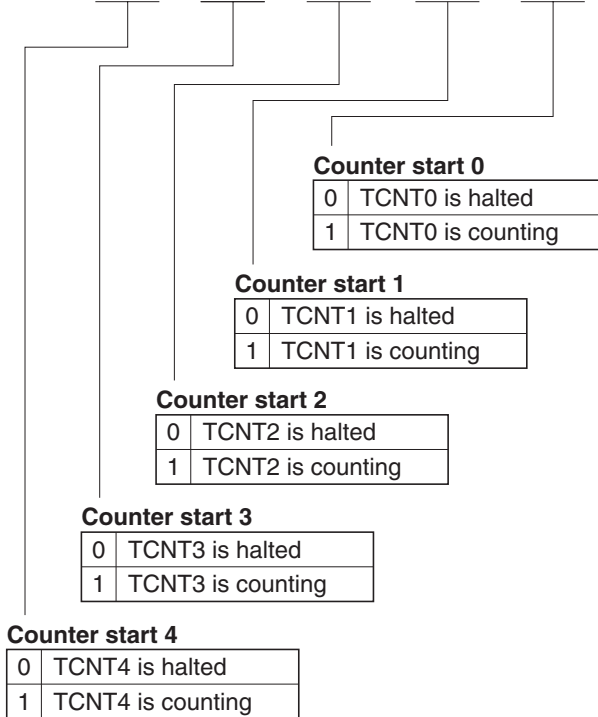 Counter start 0
0 TCNT0 is halted
1 TCNT0 is counting
Counter start 1
0 TCNT1 is halted
1 TCNT1 is counting
Counter start 2
0 TCNT2 is halted
1 TCNT2 is counting
Counter start 3
0 TCNT3 is halted
1 TCNT3 is counting
Counter start 4
0 TCNT4 is halted
1 TCNT4 is counting